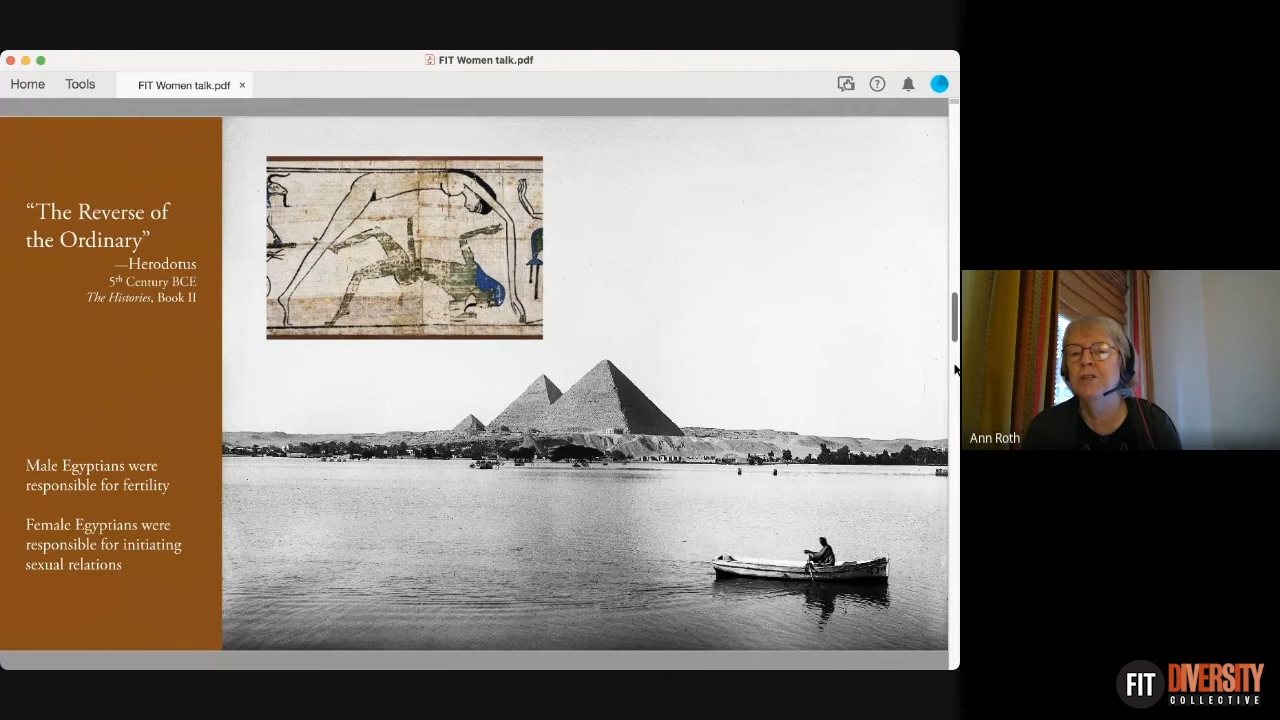 FIT Women talk.pdf
Home
Tools
FIT Women talk.pdf
“The Reverse of
the Ordinary”
—Herodotus
5th Century BCE
The Histories, Book II
Male Egyptians were
responsible for fertility
Female Egyptians were
responsible for initiating
sexual relations
Ann Roth
FIT DIVERSITY
COLLECTIVE